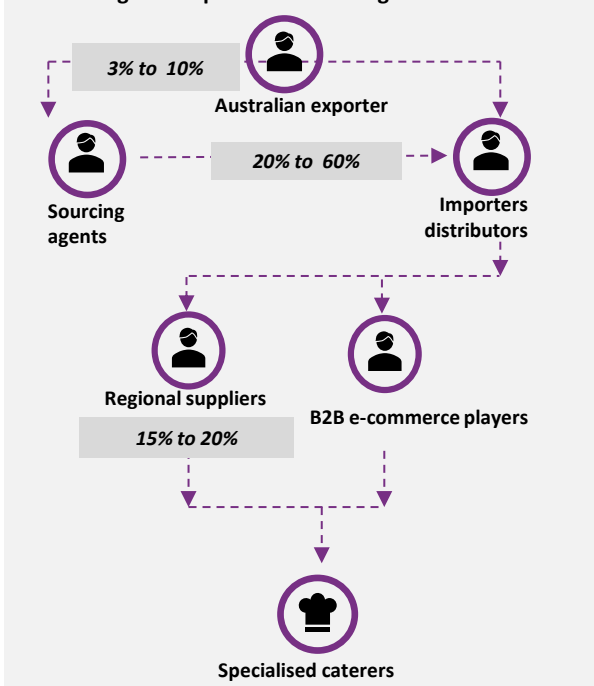 3% to 10%
Australian exporter
20% to 60%
Sourcing
agents
Importers
distributors
Regional suppliers
B2B e-commerce players
15% to 20%
Specialised caterers